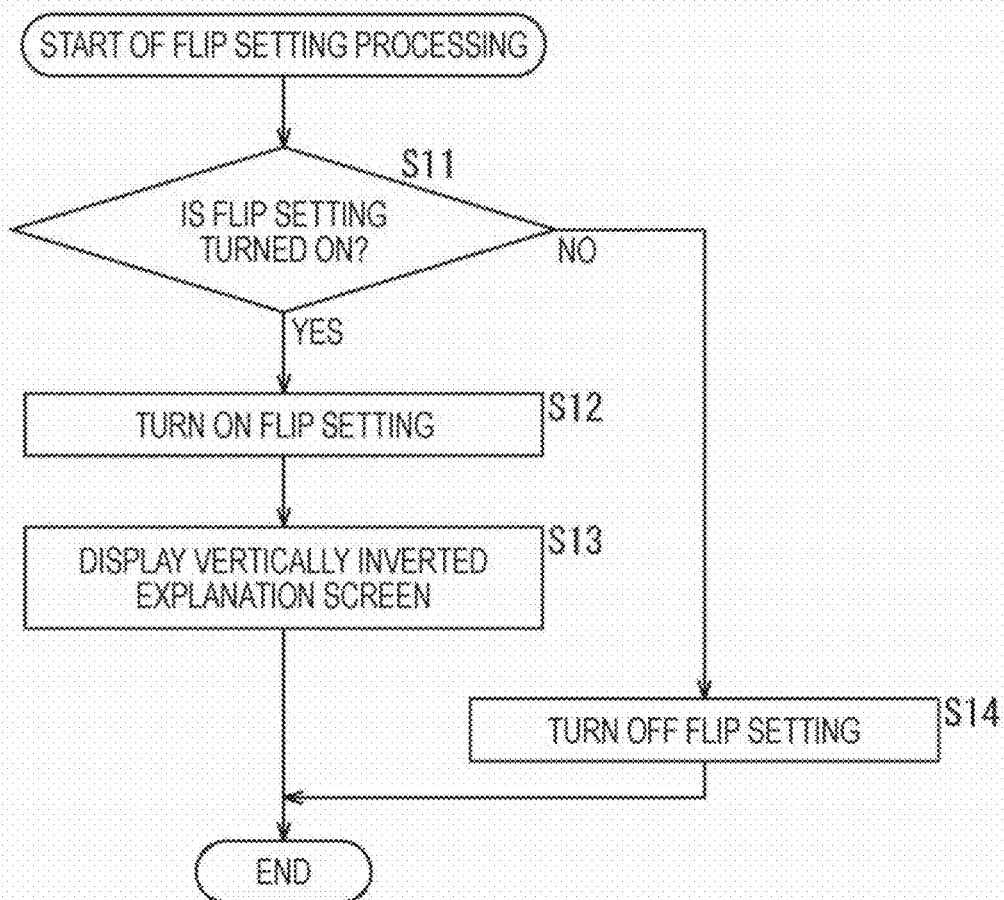 START OF FLIP SETTING PROCESSING
S11
IS FLIP SETTING
TURNED ON?
NO
YES
S12
TURN ON FLIP SETTING
S13
DISPLAY VERTICALLY INVERTED
EXPLANATION SCREEN
S14
TURN OFF FLIP SETTING
END